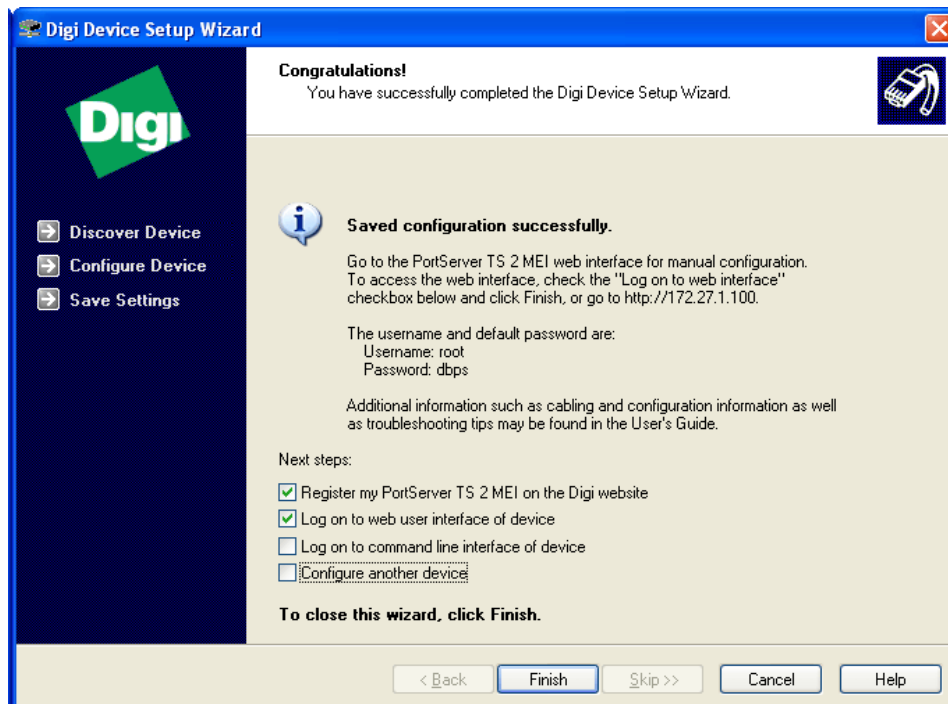 Digi Device Setup Wizard
Digi
Discover Device
Configure Device
Save Settings
Congratulations!
You have successfully completed the Digi Device Setup Wizard.
Saved configuration successfully.
Go to the PortServer TS 2 MEI web interface for manual configuration.
To access the web interface, check the "Log on to web interface"
checkbox below and click Finish, or go to http://172.27.1.100.
The username and default password are:
Username: root
Password: dbps
Additional information such as cabling and configuration information as well
as troubleshooting tips may be found in the User's Guide.
Next steps:
Register my PortServer TS 2 MEI on the Digi website
Log on to web user interface of device
Log on to command line interface of device
Configure another device
To close this wizard, click Finish.
< Back
Finish
Skip >>
Cancel
Help